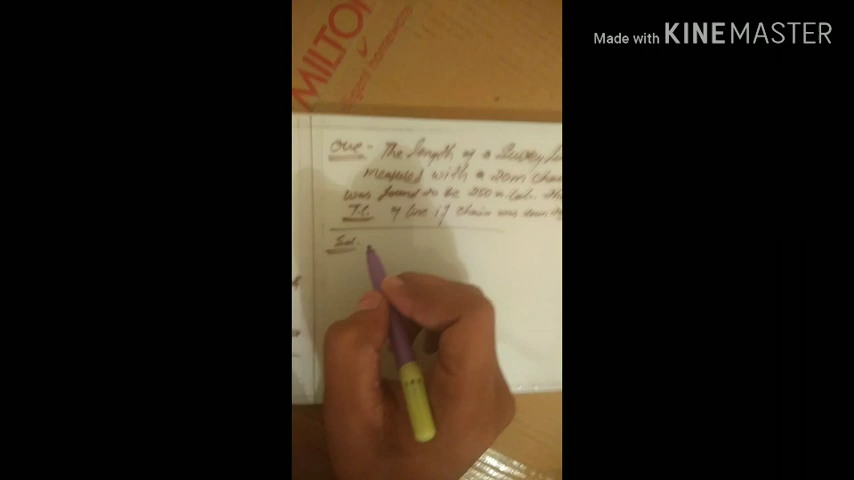 Made with KINEMASTER
MILTON
Que - The length of a Survey
measured with a 20m
was found to be 250 m
T.L. of line if chain was
Sol.